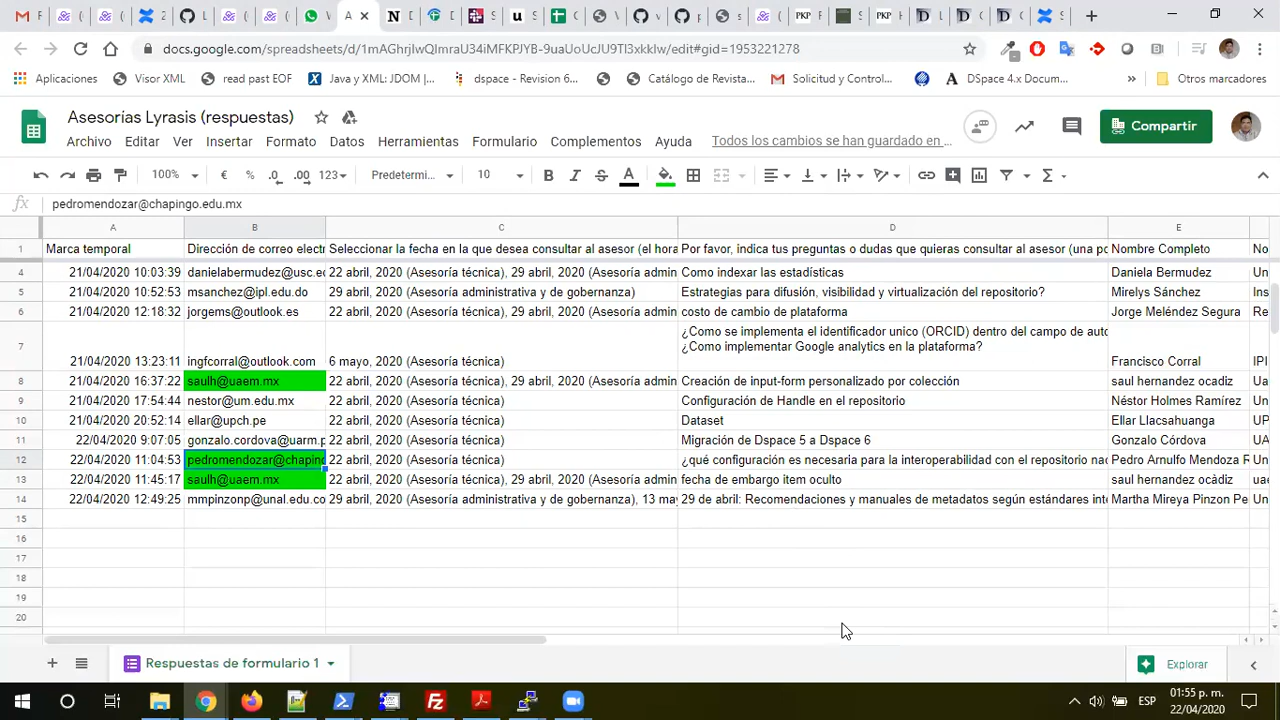 docs.google.com/spreadsheets/d/1mAGhrjIwQlmraU34iMFKPJYB-9uaUoUcJU9Tl3xkkIw/edit#gid=1953221278
Aplicaciones Visor XML read past EOF Java y XML: JDOM (... dspace - Revision 6... Catálogo de Revista... Solicitud y Control... DSpace 4.x Docum... » Otros marcadores
Asesorías Lyrasis (respuestas)
Archivo Editar Ver Insertar Formato Datos Herramientas Formulario Complementos Ayuda Todos los cambios se han guardado en ...
Compartir
100% € % .0 .00 123 Predetermi... 10 B I S A
fx pedromendozar@chapingo.edu.mx
A B C D E
1 Marca temporal Dirección de correo electr Seleccionar la fecha en la que desea consultar al asesor (el hora Por favor, indica tus preguntas o dudas que quieras consultar al asesor (una po Nombre Completo No
4 21/04/2020 10:03:39 danielabermudez@usc.ed 22 abril, 2020 (Asesoría técnica), 29 abril, 2020 (Asesoría admin Como indexar las estadísticas Daniela Bermudez Un
5 21/04/2020 10:52:53 msanchez@ipl.edu.do 29 abril, 2020 (Asesoría administrativa y de gobernanza) Estrategias para difusión, visibilidad y virtualización del repositorio? Mirelys Sánchez Ins
6 21/04/2020 12:18:32 jorgems@outlook.es 22 abril, 2020 (Asesoría técnica), 29 abril, 2020 (Asesoría admin costo de cambio de plataforma Jorge Meléndez Segura Re
¿Como se implementa el identificador unico (ORCID) dentro del campo de auto
7 ¿Como implementar Google analytics en la plataforma?
21/04/2020 13:23:11 ingfcorral@outlook.com 6 mayo, 2020 (Asesoría técnica) Francisco Corral IPI
8 21/04/2020 16:37:22 saulh@uaem.mx 22 abril, 2020 (Asesoría técnica), 29 abril, 2020 (Asesoría admin Creación de input-form personalizado por colección saul hernandez ocadiz Un
9 21/04/2020 17:54:44 nestor@um.edu.mx 22 abril, 2020 (Asesoría técnica) Configuración de Handle en el repositorio Néstor Holmes Ramírez Un
10 21/04/2020 20:52:14 ellar@upch.pe 22 abril, 2020 (Asesoría técnica) Dataset Ellar Llacsahuanga UP
11 22/04/2020 9:07:05 gonzalo.cordova@uarm.p 22 abril, 2020 (Asesoría técnica) Migración de Dspace 5 a Dspace 6 Gonzalo Córdova UA
12 22/04/2020 11:04:53 pedromendozar@chaping 22 abril, 2020 (Asesoría técnica) ¿qué configuración es necesaria para la interoperabilidad con el repositorio nac Pedro Arnulfo Mendoza R Un
13 22/04/2020 11:45:17 saulh@uaem.mx 22 abril, 2020 (Asesoría técnica), 29 abril, 2020 (Asesoría admin fecha de embargo item oculto saul hernandez ocàdiz uae
14 22/04/2020 12:49:25 mmpinzonp@unal.edu.co 29 abril, 2020 (Asesoría administrativa y de gobernanza), 13 may 29 de abril: Recomendaciones y manuales de metadatos según estándares inte Martha Mireya Pinzon Pe Un
15
16
17
18
19
20
Respuestas de formulario 1
Explorar
ESP 01:55 p. m.
22/04/2020